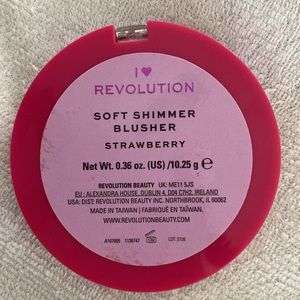 I ♥
REVOLUTION
SOFT SHIMMER
BLUSHER
STRAWBERRY
Net Wt. 0.36 oz. (US) /10.25 g ℮
REVOLUTION BEAUTY UK: ME11 5JS
EU : ALEXANDRA HOUSE, DUBLIN 4, D04 C7H2, IRELAND
USA: DIST: REVOLUTION BEAUTY INC. NORTHBROOK, IL 60062
MADE IN TAIWAN | FABRIQUÉ EN TAÏWAN.
WWW.REVOLUTIONBEAUTY.COM